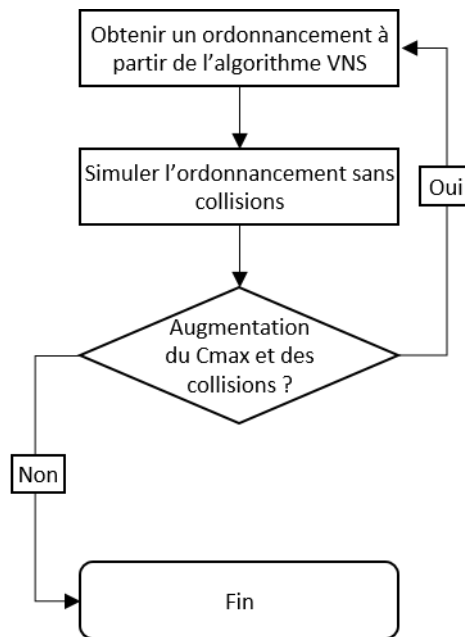 Obtenir un ordonnancement à
partir de l’algorithme VNS
Simuler l’ordonnancement sans
collisions
Oui
Augmentation
du Cmax et des
collisions ?
Non
Fin